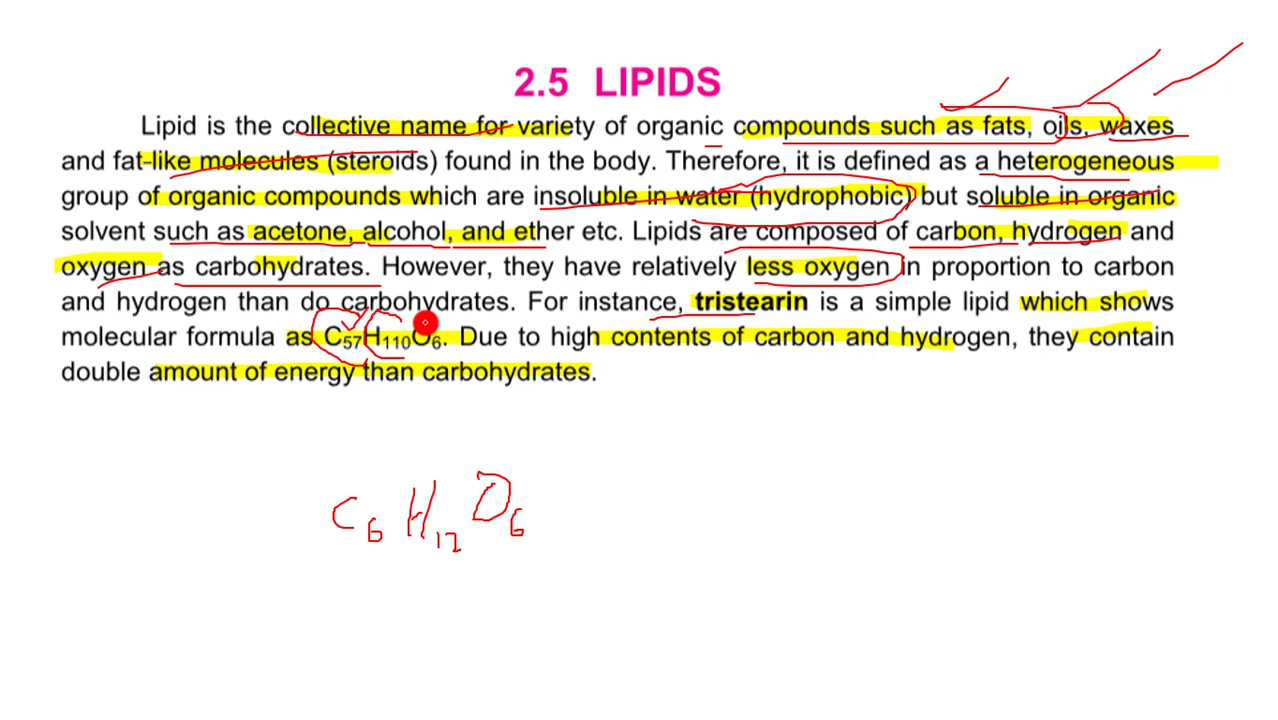 2.5 LIPIDS
Lipid is the collective name for variety of organic compounds such as fats, oils, waxes
and fat-like molecules (steroids) found in the body. Therefore, it is defined as a heterogeneous
group of organic compounds which are insoluble in water (hydrophobic) but soluble in organic
solvent such as acetone, alcohol, and ether etc. Lipids are composed of carbon, hydrogen and
oxygen as carbohydrates. However, they have relatively less oxygen in proportion to carbon
and hydrogen than do carbohydrates. For instance, tristearin is a simple lipid which shows
molecular formula as C₅₇H₁₁₀O₆. Due to high contents of carbon and hydrogen, they contain
double amount of energy than carbohydrates.
C₆ H₁₂ O₆